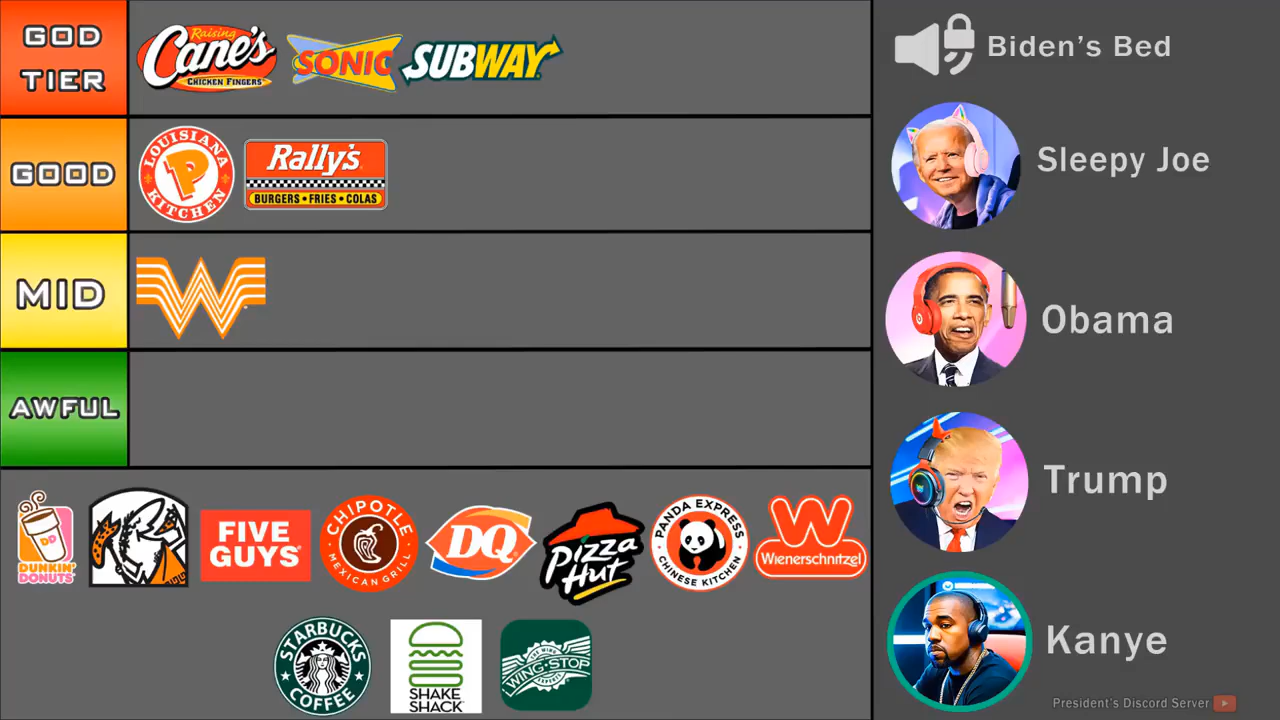 GOD
TIER
Raising
Cane's
CHICKEN FINGERS
SONIC
SUBWAY
GOOD
LOUISIANA
P
KITCHEN
Rally's
BURGERS • FRIES • COLAS
MID
W
AWFUL
DD
DUNKIN'
DONUTS
FIVE
GUYS
CHIPOTLE
MEXICAN GRILL
DQ
Pizza
Hut
PANDA EXPRESS
CHINESE KITCHEN
W
Wienerschnitzel
STARBUCKS
COFFEE
SHAKE
SHACK
WING·STOP
Biden's Bed
Sleepy Joe
Obama
Trump
Kanye
President's Discord Server